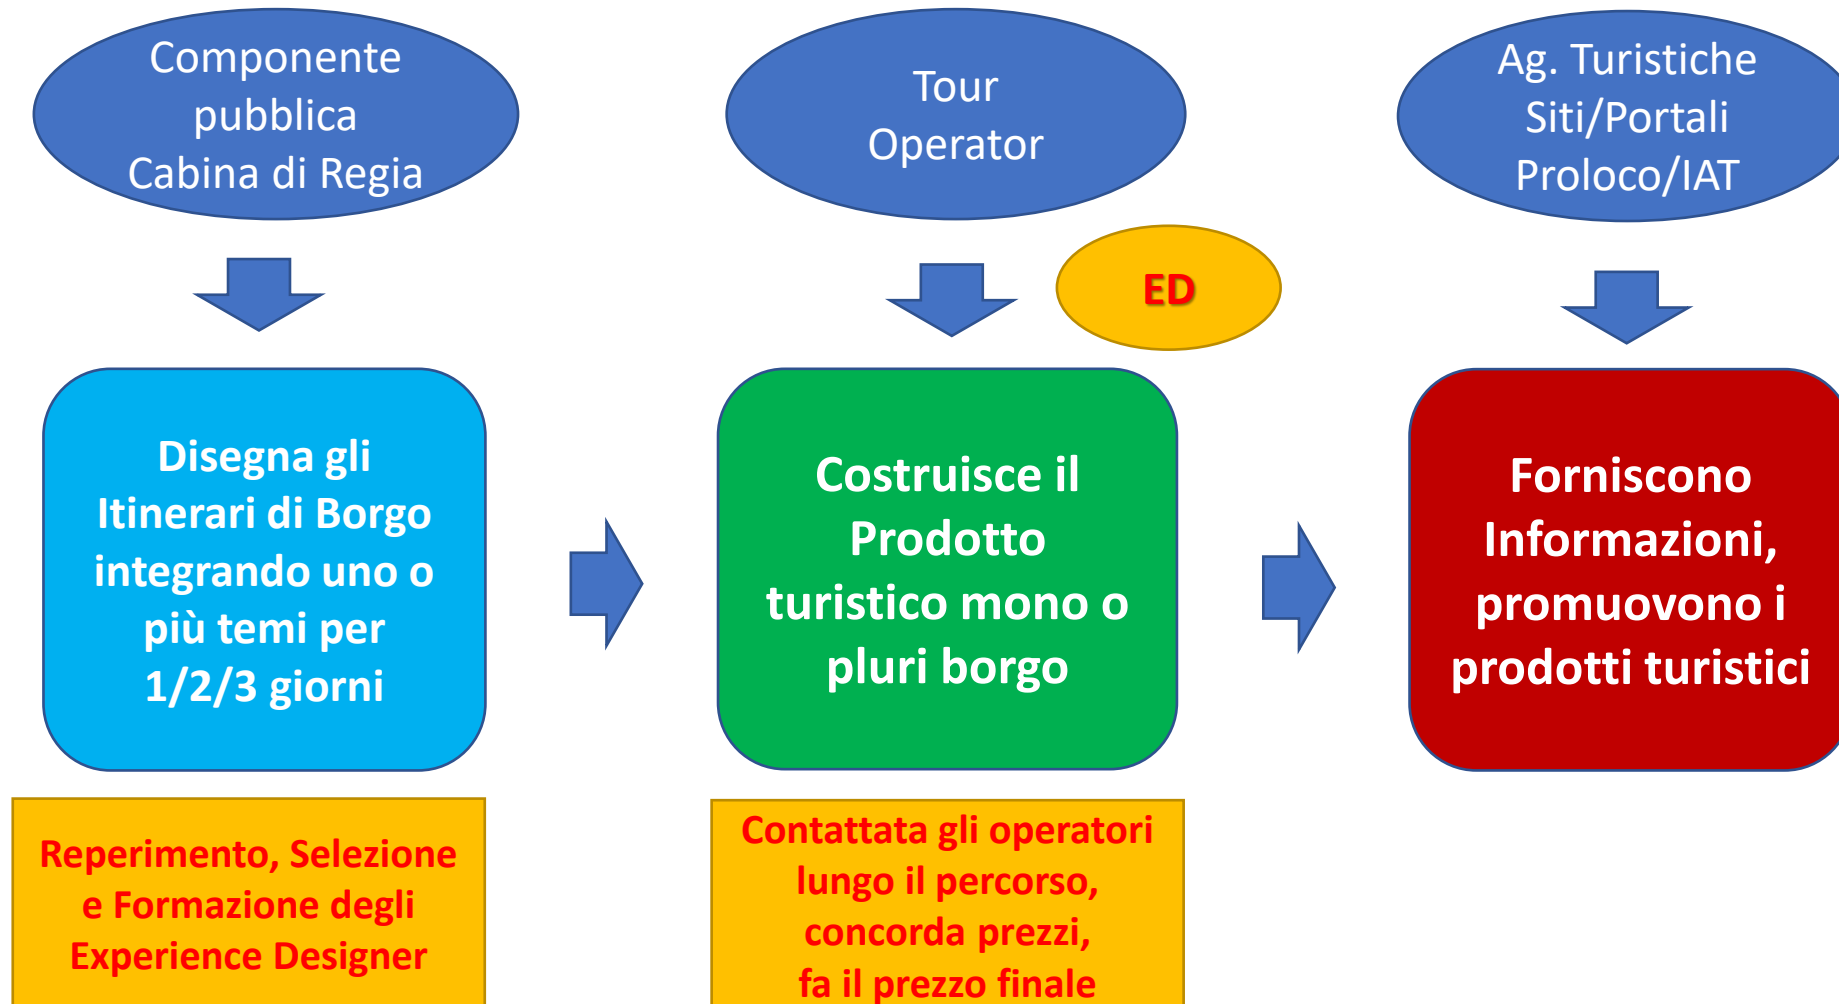 Componente
pubblica
Cabina di Regia
Tour
Operator
Ag. Turistiche
Siti/Portali
Proloco/IAT
ED
Disegna gli
Itinerari di Borgo
integrando uno o
più temi per
1/2/3 giorni
Costruisce il
Prodotto
turistico mono o
pluri borgo
Forniscono
Informazioni,
promuovono i
prodotti turistici
Reperimento, Selezione
e Formazione degli
Experience Designer
Contattata gli operatori
lungo il percorso,
concorda prezzi,
fa il prezzo finale